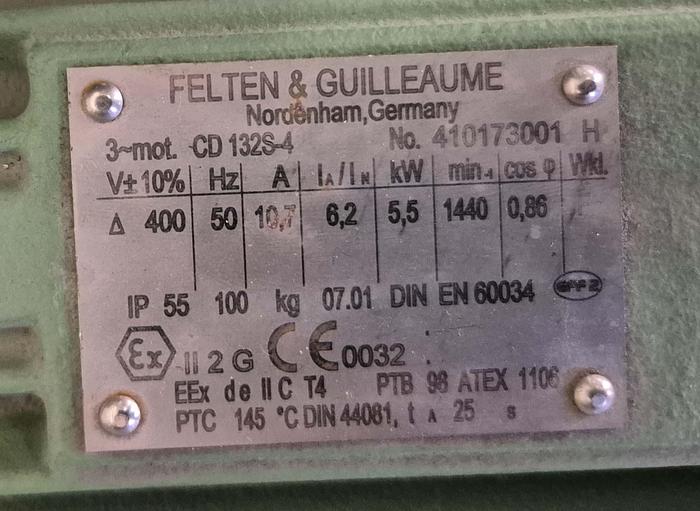 FELTEN & GUILLEAUME
Nordenham,Germany
3~mot. CD 132S-4 No. 410173001 H
V±10% Hz A IA/IN kW min-1 cos φ Wkl.
Δ 400 50 10,7 6,2 5,5 1440 0,86 F
IP 55 100 kg 07.01 DIN EN 60034 EFF 2
Ex II 2 G CE 0032
EEx de II C T4 PTB 98 ATEX 1106
PTC 145 °C DIN 44081, t A 25 s